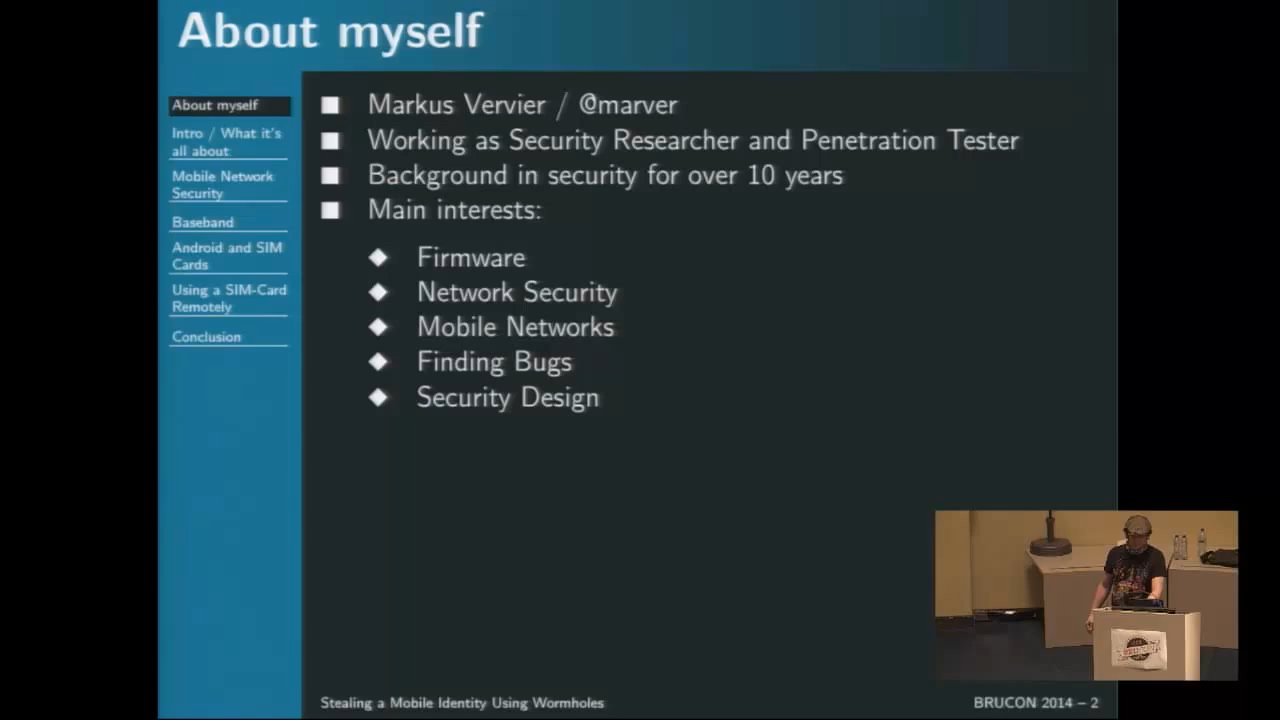 About myself
About myself
Intro / What it's
all about
Mobile Network
Security
Baseband
Android and SIM
Cards
Using a SIM-Card
Remotely
Conclusion
Markus Vervier / @marver
Working as Security Researcher and Penetration Tester
Background in security for over 10 years
Main interests:
Firmware
Network Security
Mobile Networks
Finding Bugs
Security Design
Stealing a Mobile Identity Using Wormholes
BRUCON 2014 – 2